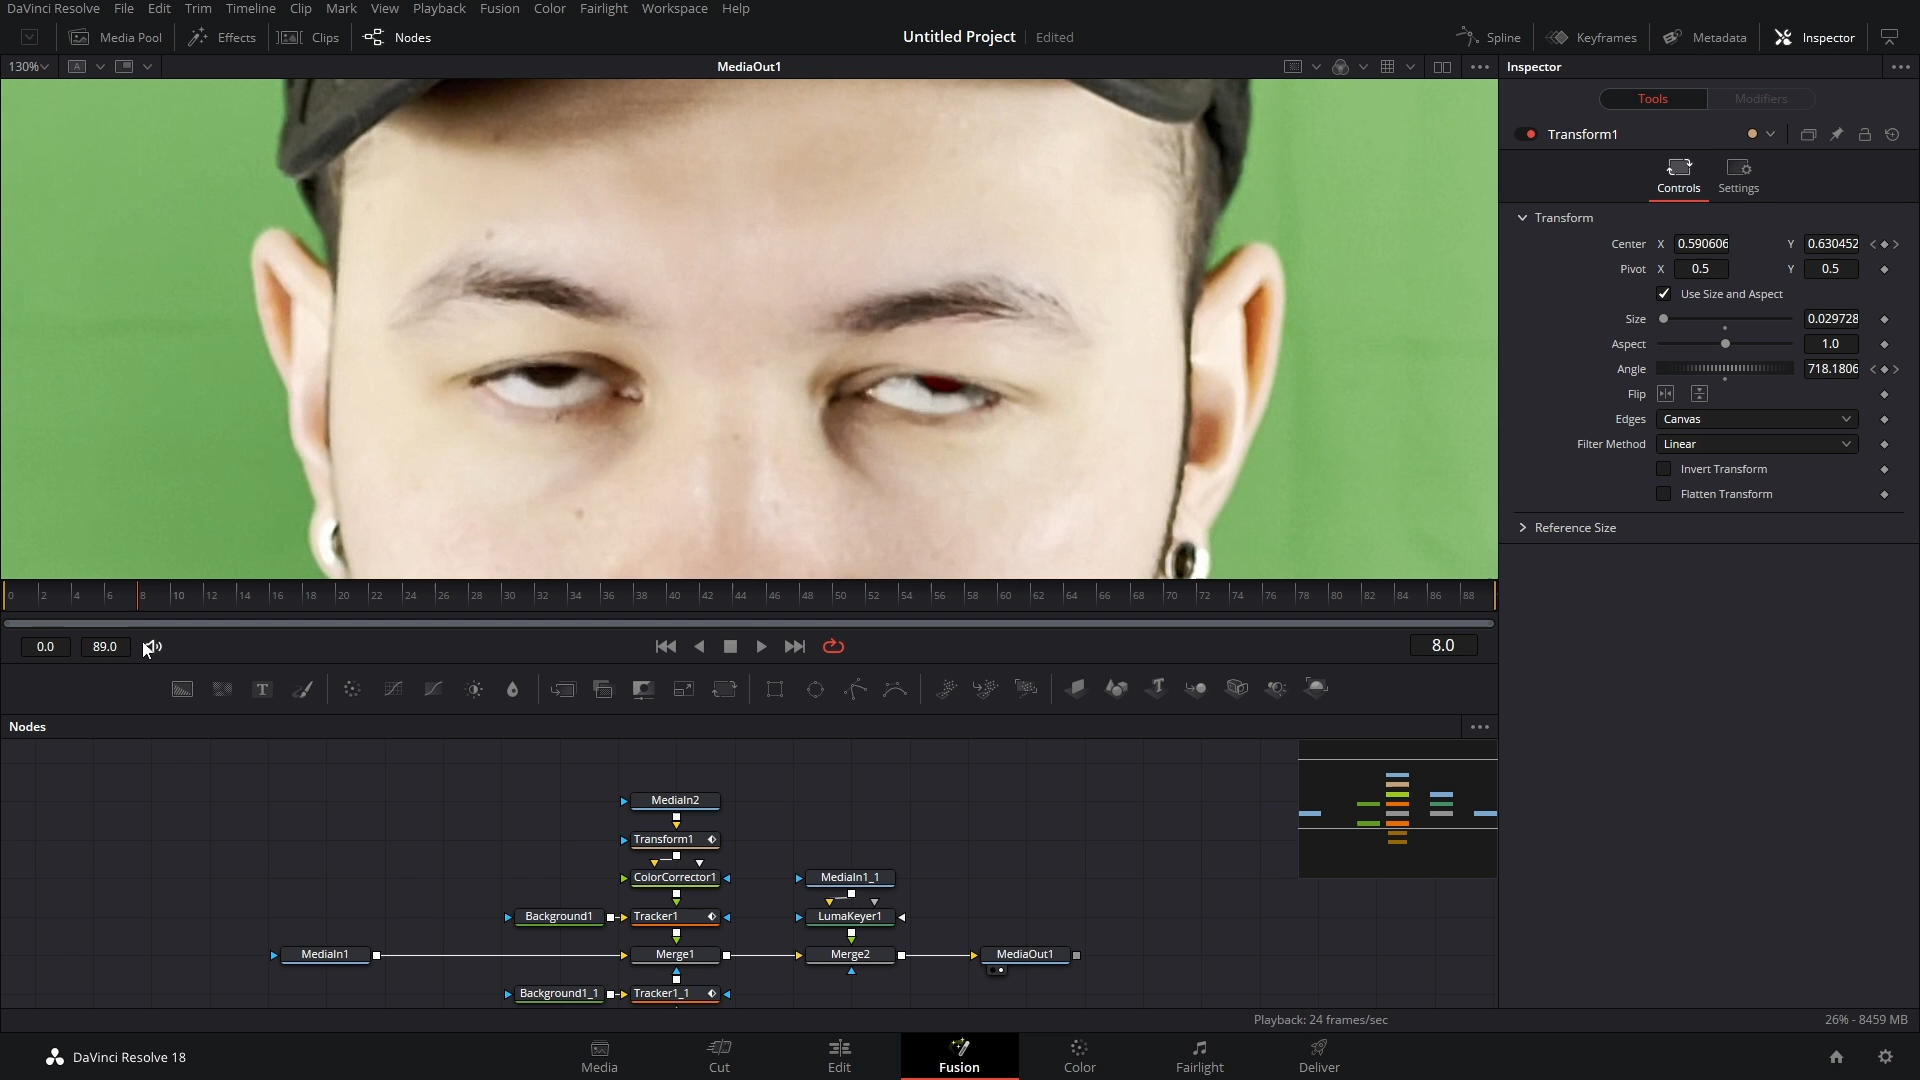 DaVinci Resolve File Edit Trim Timeline Clip Mark View Playback Fusion Color Fairlight Workspace Help
Media Pool Effects Clips Nodes Untitled Project Edited Spline Keyframes Metadata Inspector
130% A MediaOut1 Inspector
Tools Modifiers
Transform1
Controls Settings
Transform
Center X 0.590606 Y 0.630452
Pivot X 0.5 Y 0.5
Use Size and Aspect
Size 0.029728
Aspect 1.0
Angle 718.1806
Flip
Edges Canvas
Filter Method Linear
Invert Transform
Flatten Transform
Reference Size
0 2 4 6 8 10 12 14 16 18 20 22 24 26 28 30 32 34 36 38 40 42 44 46 48 50 52 54 56 58 60 62 64 66 68 70 72 74 76 78 80 82 84 86 88
0.0 89.0 8.0
T T
Nodes
MediaIn2
Transform1
ColorCorrector1 MediaIn1_1
Background1 Tracker1 LumaKeyer1
MediaIn1 Merge1 Merge2 MediaOut1
Background1_1 Tracker1_1
Playback: 24 frames/sec 26% - 8459 MB
DaVinci Resolve 18 Media Cut Edit Fusion Color Fairlight Deliver